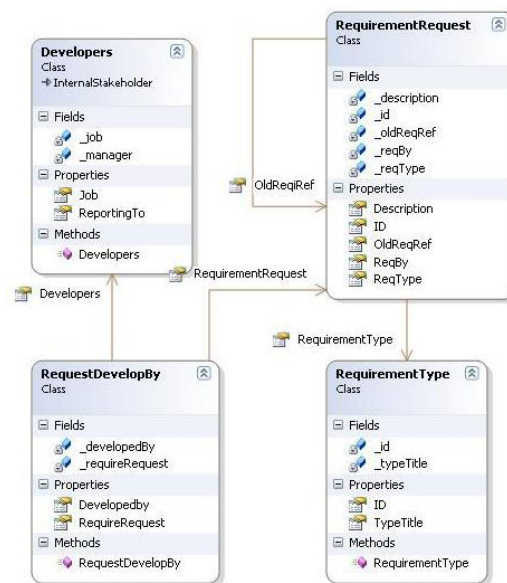 Developers
Class
InternalStakeholder
Fields
_job
_manager
Properties
Job
ReportingTo
Methods
Developers
RequirementRequest
Class
Fields
_description
_id
_oldReqRef
_reqBy
_reqType
Properties
Description
ID
OldReqRef
ReqBy
ReqType
OldReqiRef
Developers
RequirementRequest
RequirementType
RequestDevelopBy
Class
Fields
_developedBy
_requireRequest
Properties
Developedby
RequireRequest
Methods
RequestDevelopBy
RequirementType
Class
Fields
_id
_typeTitle
Properties
ID
TypeTitle
Methods
RequirementType